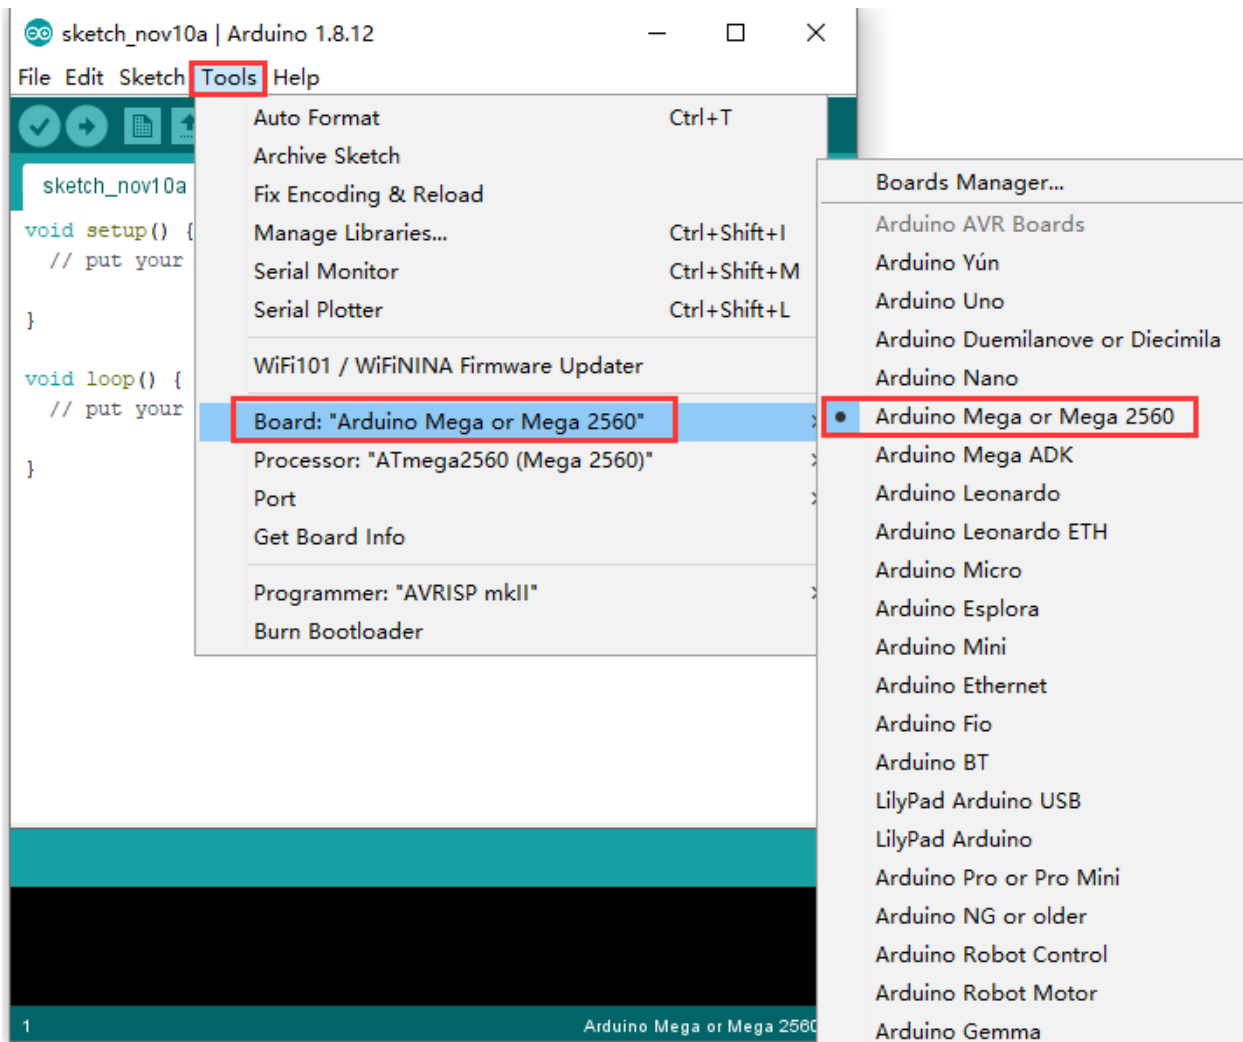 sketch_nov10a | Arduino 1.8.12
File Edit Sketch Tools Help
sketch_nov10a
void setup() {
// put your
}
void loop() {
// put your
}
Auto Format Ctrl+T
Archive Sketch
Fix Encoding & Reload
Manage Libraries... Ctrl+Shift+I
Serial Monitor Ctrl+Shift+M
Serial Plotter Ctrl+Shift+L
WiFi101 / WiFiNINA Firmware Updater
Board: "Arduino Mega or Mega 2560"
Processor: "ATmega2560 (Mega 2560)"
Port
Get Board Info
Programmer: "AVRISP mkII"
Burn Bootloader
Boards Manager...
Arduino AVR Boards
Arduino Yún
Arduino Uno
Arduino Duemilanove or Diecimila
Arduino Nano
Arduino Mega or Mega 2560
Arduino Mega ADK
Arduino Leonardo
Arduino Leonardo ETH
Arduino Micro
Arduino Esplora
Arduino Mini
Arduino Ethernet
Arduino Fio
Arduino BT
LilyPad Arduino USB
LilyPad Arduino
Arduino Pro or Pro Mini
Arduino NG or older
Arduino Robot Control
Arduino Robot Motor
Arduino Gemma
1 Arduino Mega or Mega 2560